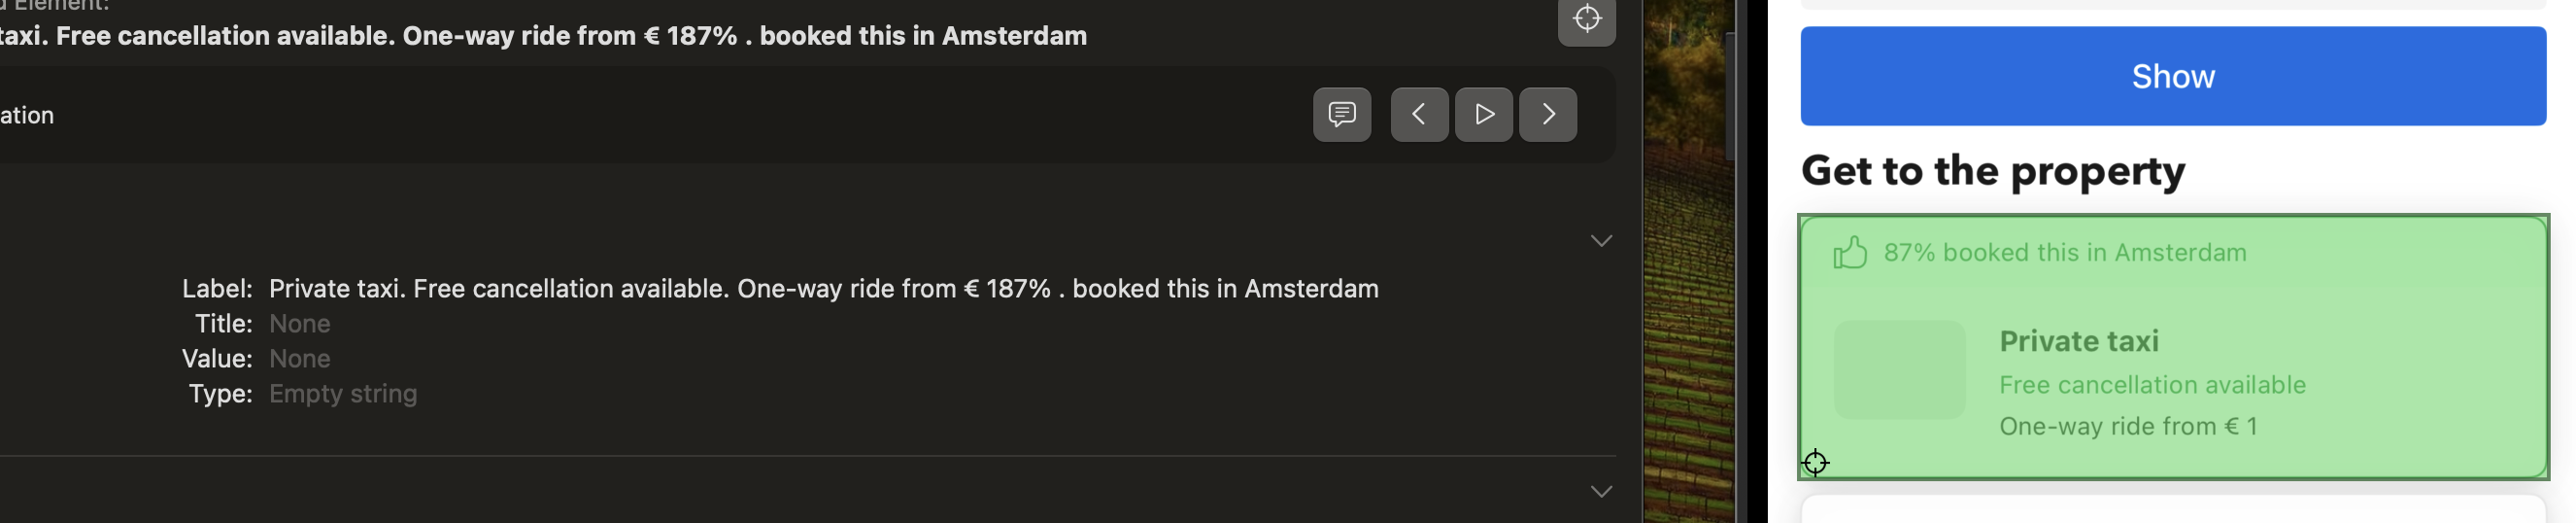 d Element:
taxi. Free cancellation available. One-way ride from € 187% . booked this in Amsterdam
ation
Label: Private taxi. Free cancellation available. One-way ride from € 187% . booked this in Amsterdam
Title: None
Value: None
Type: Empty string
Show
Get to the property
87% booked this in Amsterdam
Private taxi
Free cancellation available
One-way ride from € 1